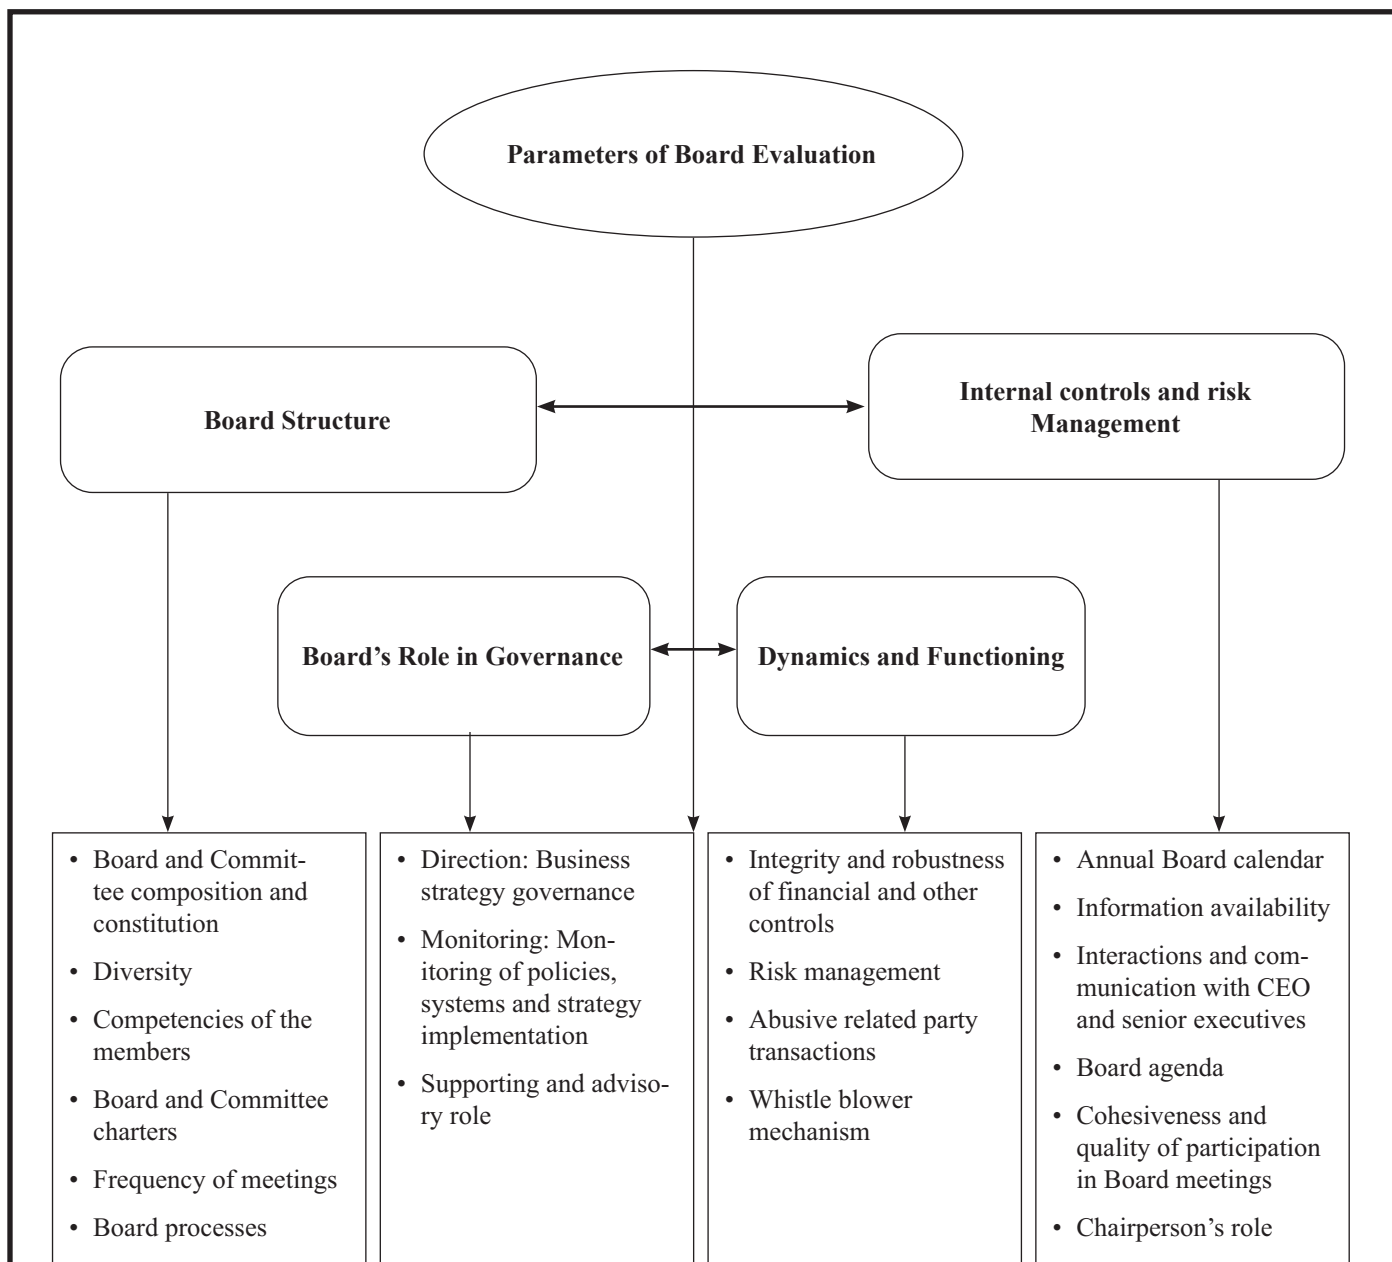 Parameters of Board Evaluation
Board Structure
Internal controls and risk
Management
Board’s Role in Governance
Dynamics and Functioning
• Board and Commit-
tee composition and
constitution
• Diversity
• Competencies of the
members
• Board and Committee
charters
• Frequency of meetings
• Board processes
• Direction: Business
strategy governance
• Monitoring: Mon-
itoring of policies,
systems and strategy
implementation
• Supporting and adviso-
ry role
• Integrity and robustness
of financial and other
controls
• Risk management
• Abusive related party
transactions
• Whistle blower
mechanism
• Annual Board calendar
• Information availability
• Interactions and com-
munication with CEO
and senior executives
• Board agenda
• Cohesiveness and
quality of participation
in Board meetings
• Chairperson’s role